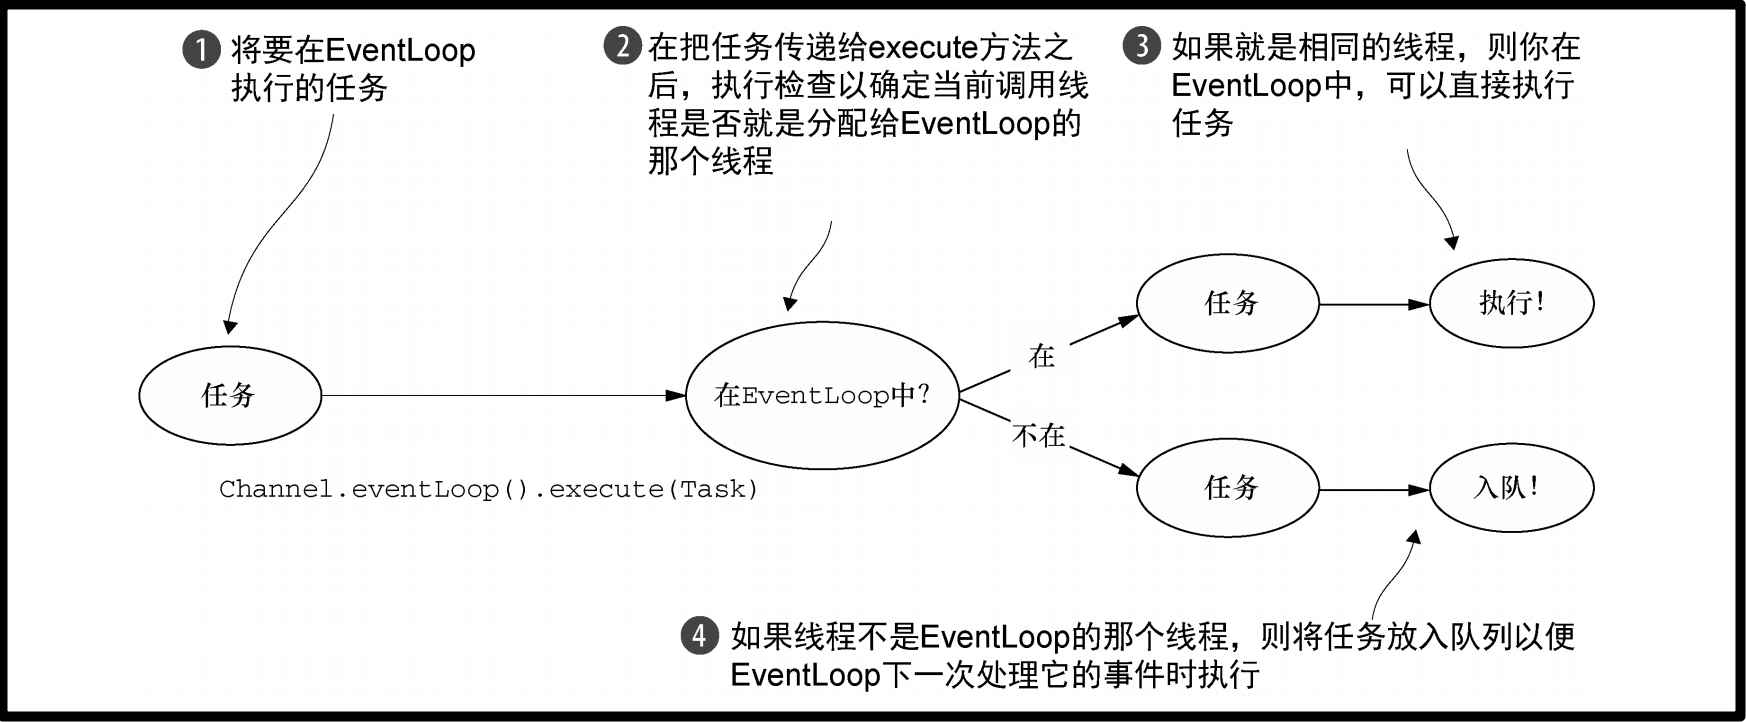 1 将要在EventLoop
执行的任务
2 在把任务传递给execute方法之
后，执行检查以确定当前调用线
程是否就是分配给EventLoop的
那个线程
3 如果就是相同的线程，则你在
EventLoop中，可以直接执行
任务
任务
Channel.eventLoop().execute(Task)
在EventLoop中？
在
任务
执行！
不在
任务
入队！
4 如果线程不是EventLoop的那个线程，则将任务放入队列以便
EventLoop下一次处理它的事件时执行